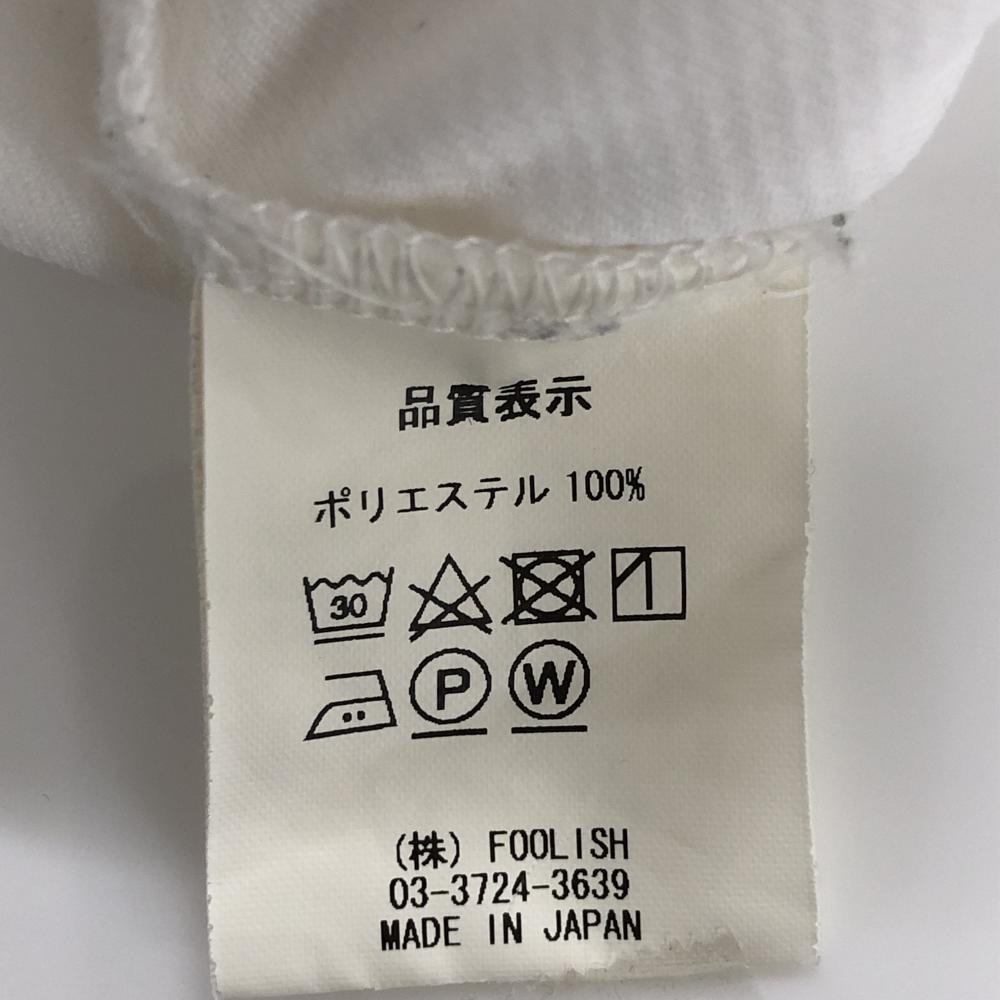 品質表示
ポリエステル 100%
30
P W
(株) FOOLISH
03-3724-3639
MADE IN JAPAN